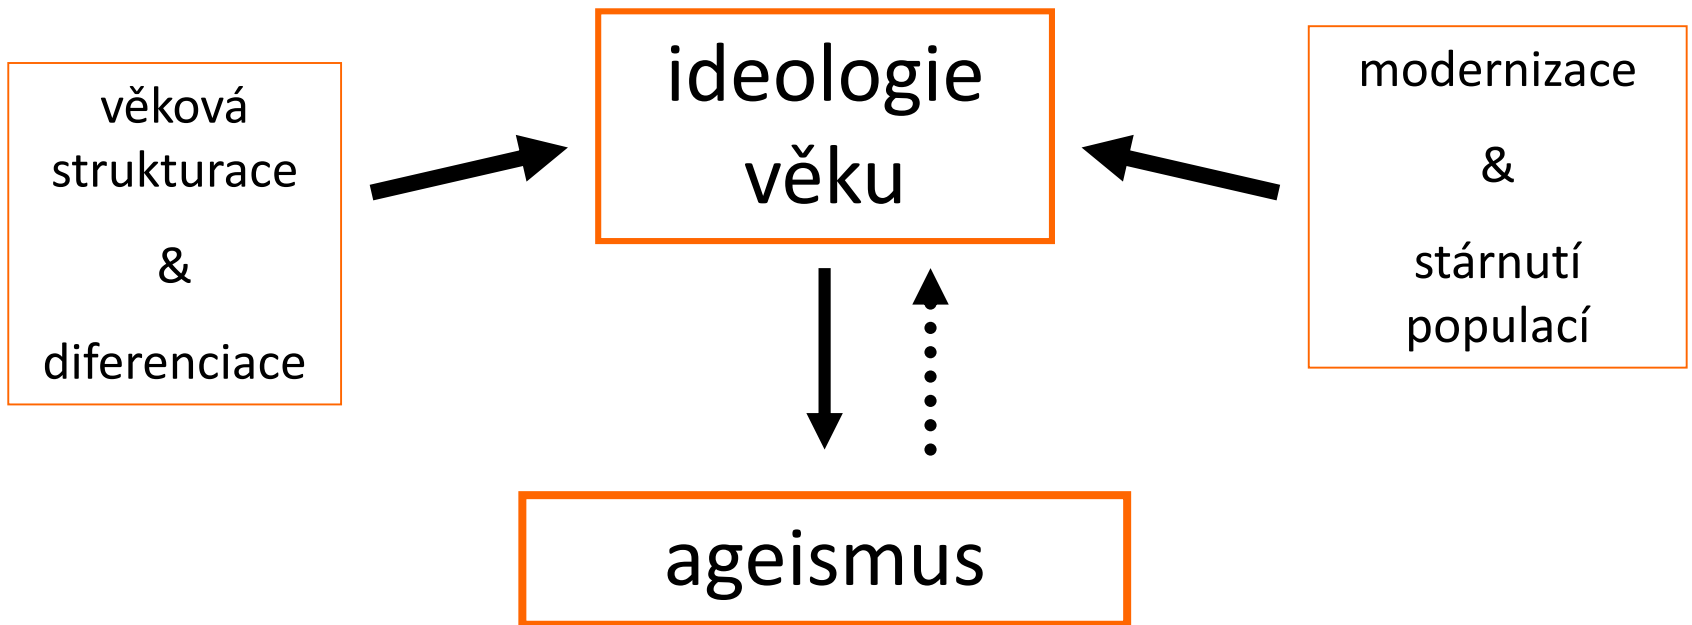 věková
strukturace
&
diferenciace
ideologie
věku
modernizace
&
stárnutí
populací
ageismus